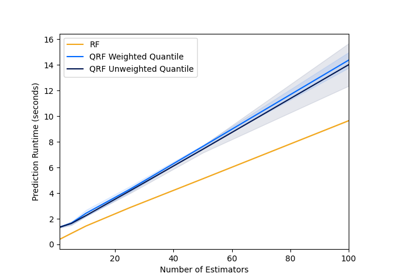 16
14
12
10
8
6
4
2
0
Prediction Runtime (seconds)
RF
QRF Weighted Quantile
QRF Unweighted Quantile
20
40
60
80
100
Number of Estimators